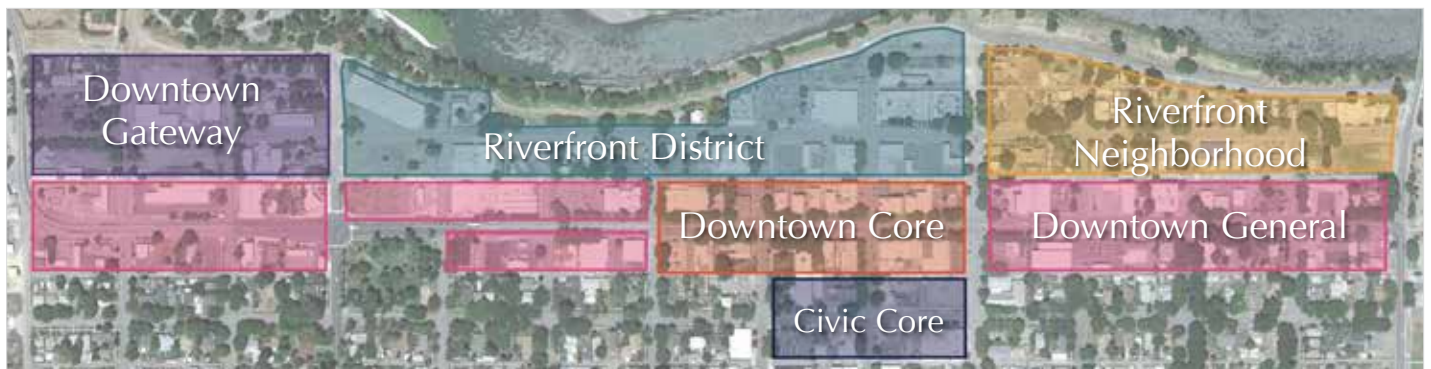 Downtown
Gateway
Riverfront District
Riverfront
Neighborhood
Downtown Core
Downtown General
Civic Core